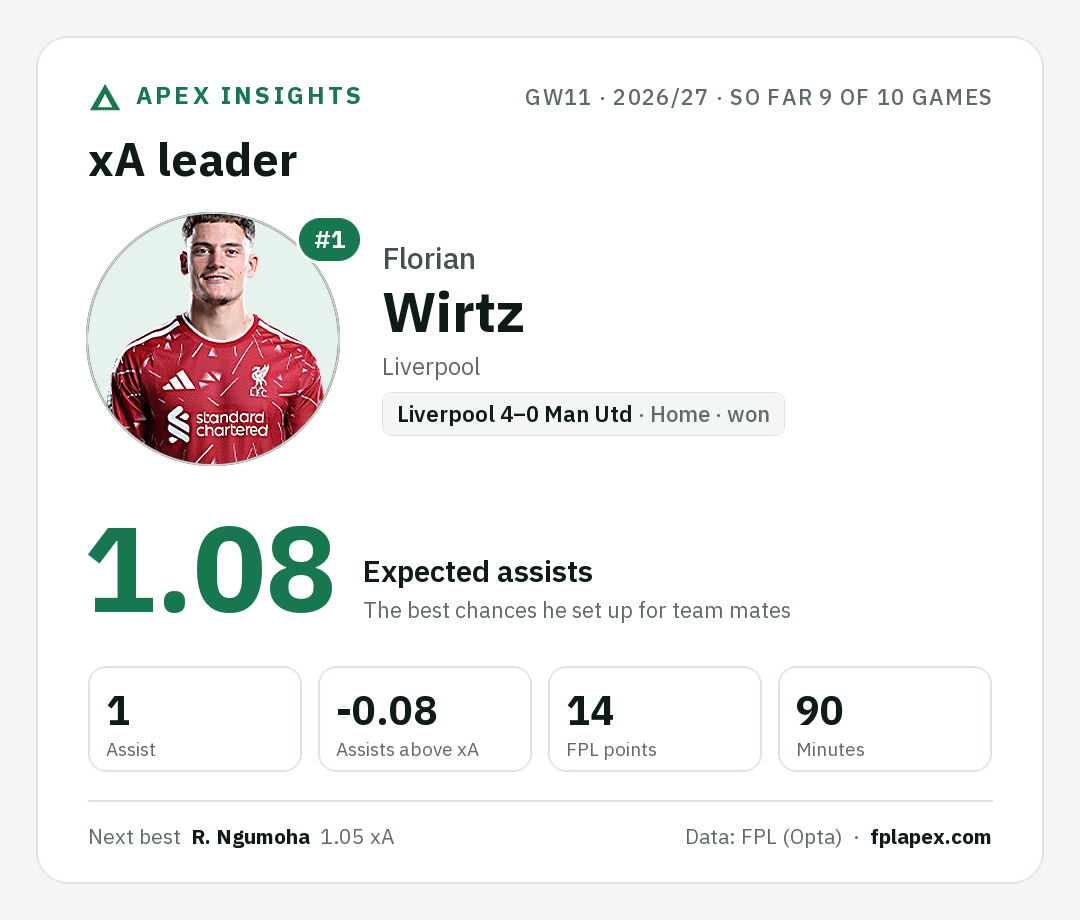 APEX INSIGHTS
GW11 · 2026/27 · SO FAR 9 OF 10 GAMES
xA leader
#1
L.F.C.
standard
chartered
Florian
Wirtz
Liverpool
Liverpool 4–0 Man Utd · Home · won
1.08
Expected assists
The best chances he set up for team mates
1
Assist
-0.08
Assists above xA
14
FPL points
90
Minutes
Next best R. Ngumoha 1.05 xA
Data: FPL (Opta) · fplapex.com